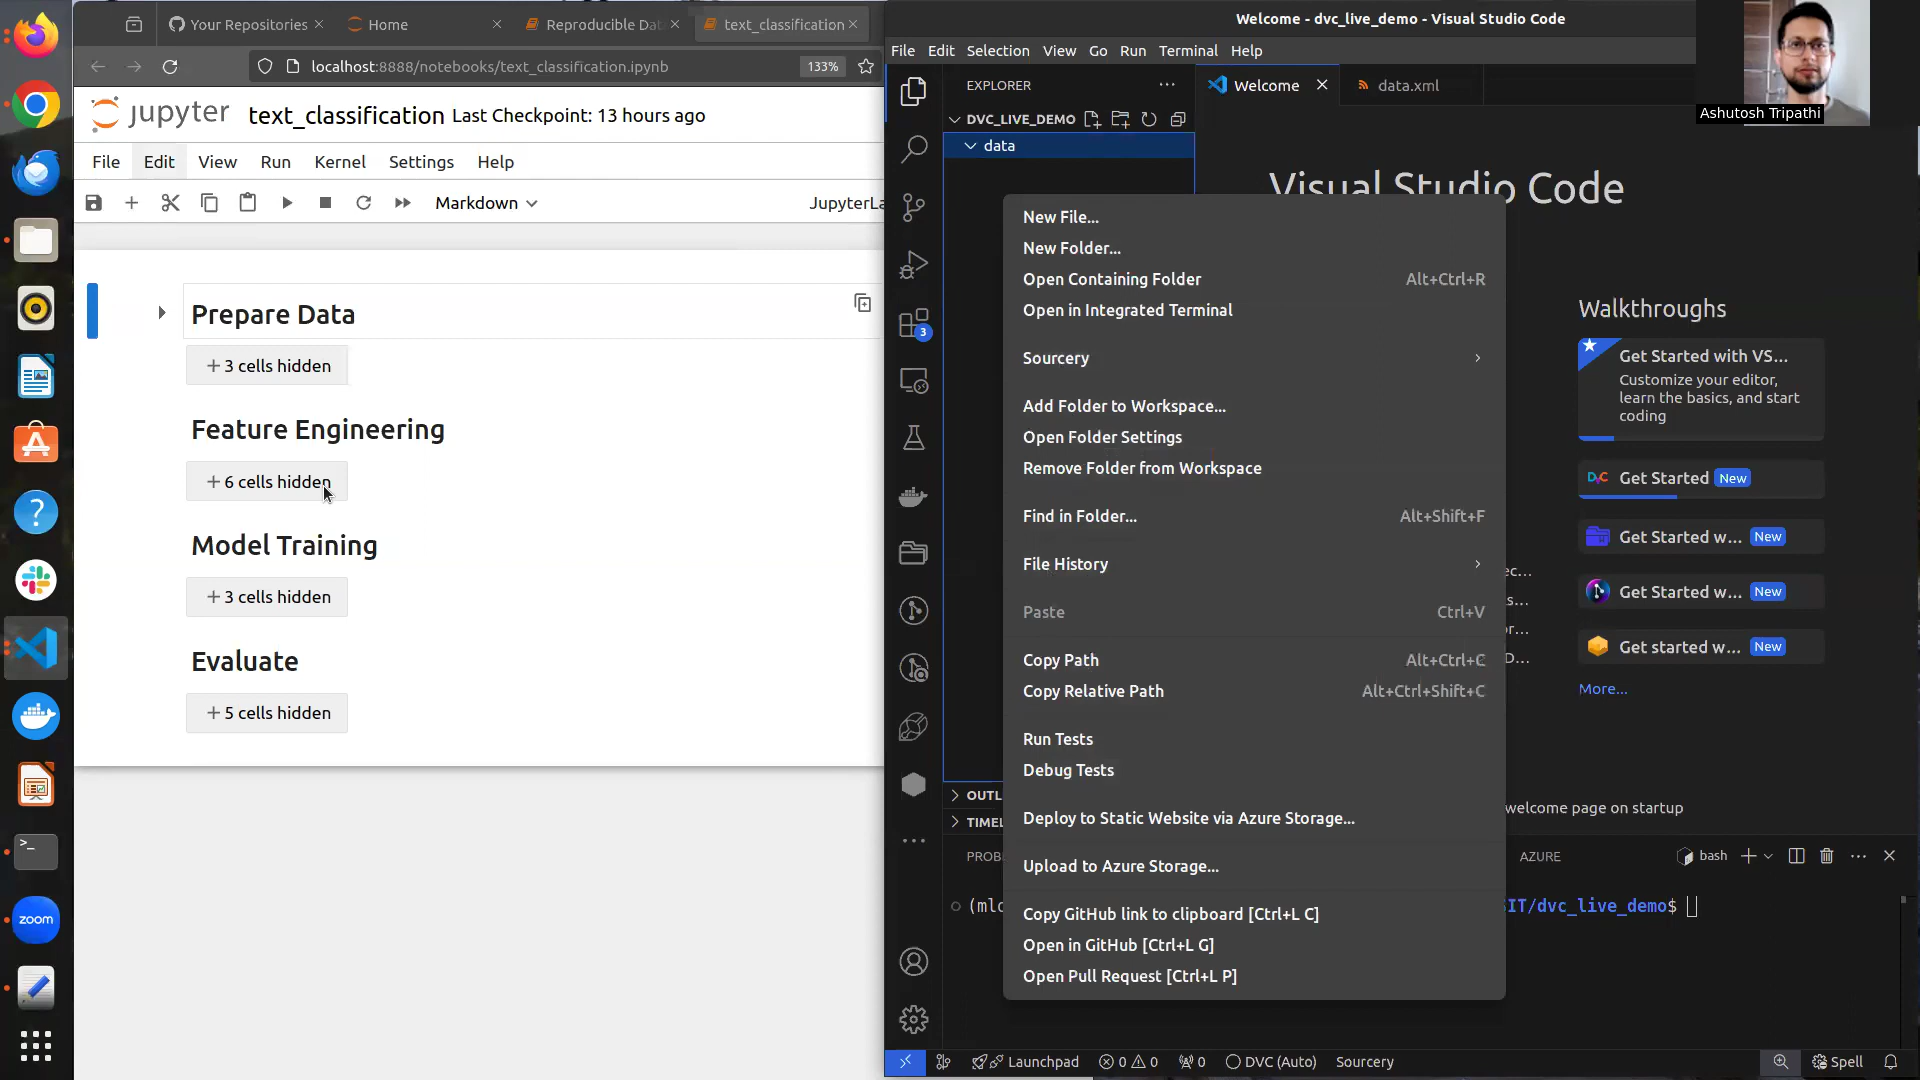 Your Repositories
Home
Reproducible Dat
text_classification
localhost:8888/notebooks/text_classification.ipynb
133%
jupyter
text_classification Last Checkpoint: 13 hours ago
File Edit View Run Kernel Settings Help
Markdown
JupyterLa
Prepare Data
+ 3 cells hidden
Feature Engineering
+ 6 cells hidden
Model Training
+ 3 cells hidden
Evaluate
+ 5 cells hidden
zoom
Welcome - dvc_live_demo - Visual Studio Code
File Edit Selection View Go Run Terminal Help
EXPLORER
DVC_LIVE_DEMO
data
Welcome
data.xml
Ashutosh Tripathi
Visual Studio Code
3
New File...
New Folder...
Open Containing Folder Alt+Ctrl+R
Open in Integrated Terminal
Sourcery
Add Folder to Workspace...
Open Folder Settings
Remove Folder from Workspace
Find in Folder... Alt+Shift+F
File History
Paste Ctrl+V
Copy Path Alt+Ctrl+C
Copy Relative Path Alt+Ctrl+Shift+C
Run Tests
Debug Tests
Deploy to Static Website via Azure Storage...
Upload to Azure Storage...
Copy GitHub link to clipboard [Ctrl+L C]
Open in GitHub [Ctrl+L G]
Open Pull Request [Ctrl+L P]
Walkthroughs
Get Started with VS...
Customize your editor,
learn the basics, and start
coding
DVC Get Started New
Get Started w... New
Get Started w... New
Get started w... New
More...
ec...
s...
or...
D...
welcome page on startup
OUTL
TIMEL
PROB
AZURE
bash
(mlo
IT/dvc_live_demo$
Launchpad 0 0 0 DVC (Auto) Sourcery
Spell